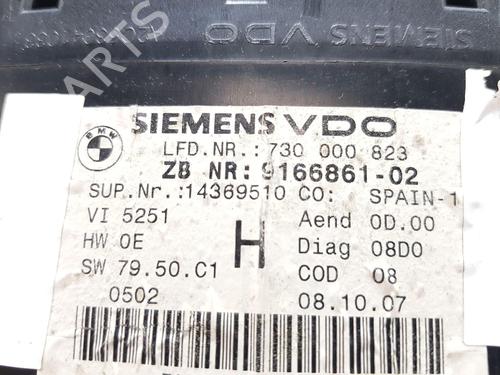 SIEMENS VDO
BMW
SIEMENS VDO
LFD.NR.:730 000 823
ZB NR:9166861-02
SUP.Nr.:14369510 CO: SPAIN-1
VI 5251 Aend 0D.00
HW 0E H Diag 08D0
SW 79.50.C1 COD 08
0502 08.10.07
PARTS